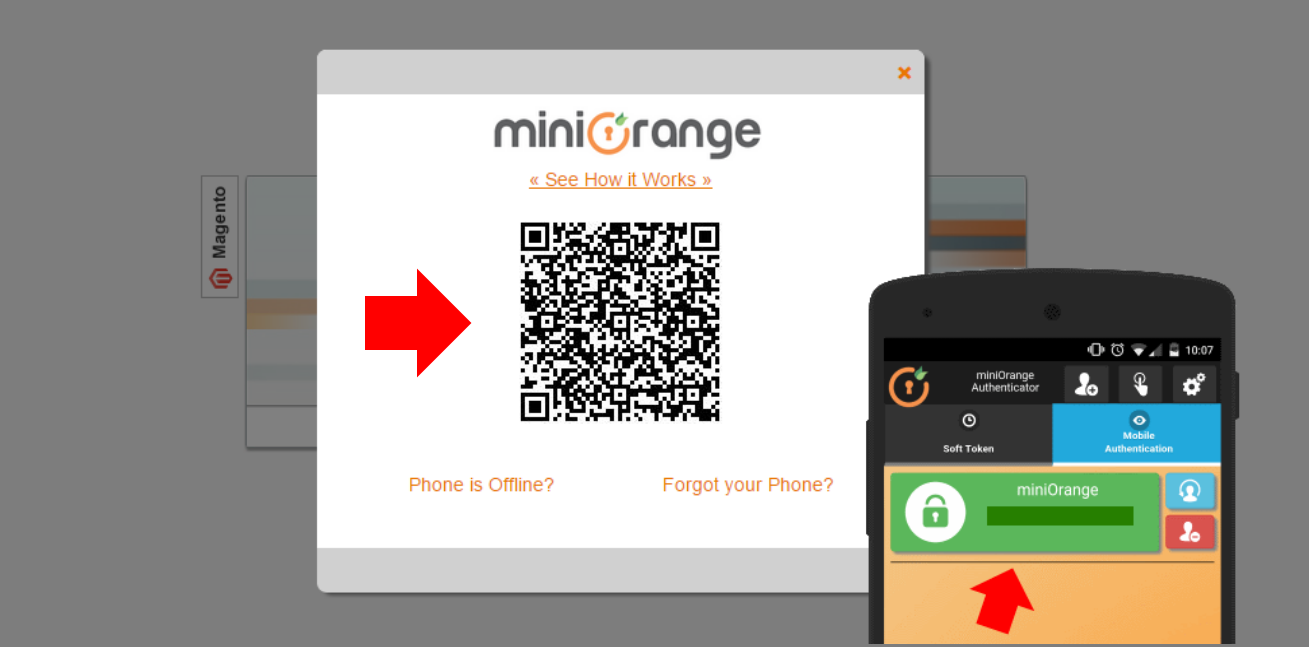 miniOrange
« See How it Works »
Magento
Phone is Offline?
Forgot your Phone?
10:07
miniOrange
Authenticator
Soft Token
Mobile
Authentication
miniOrange